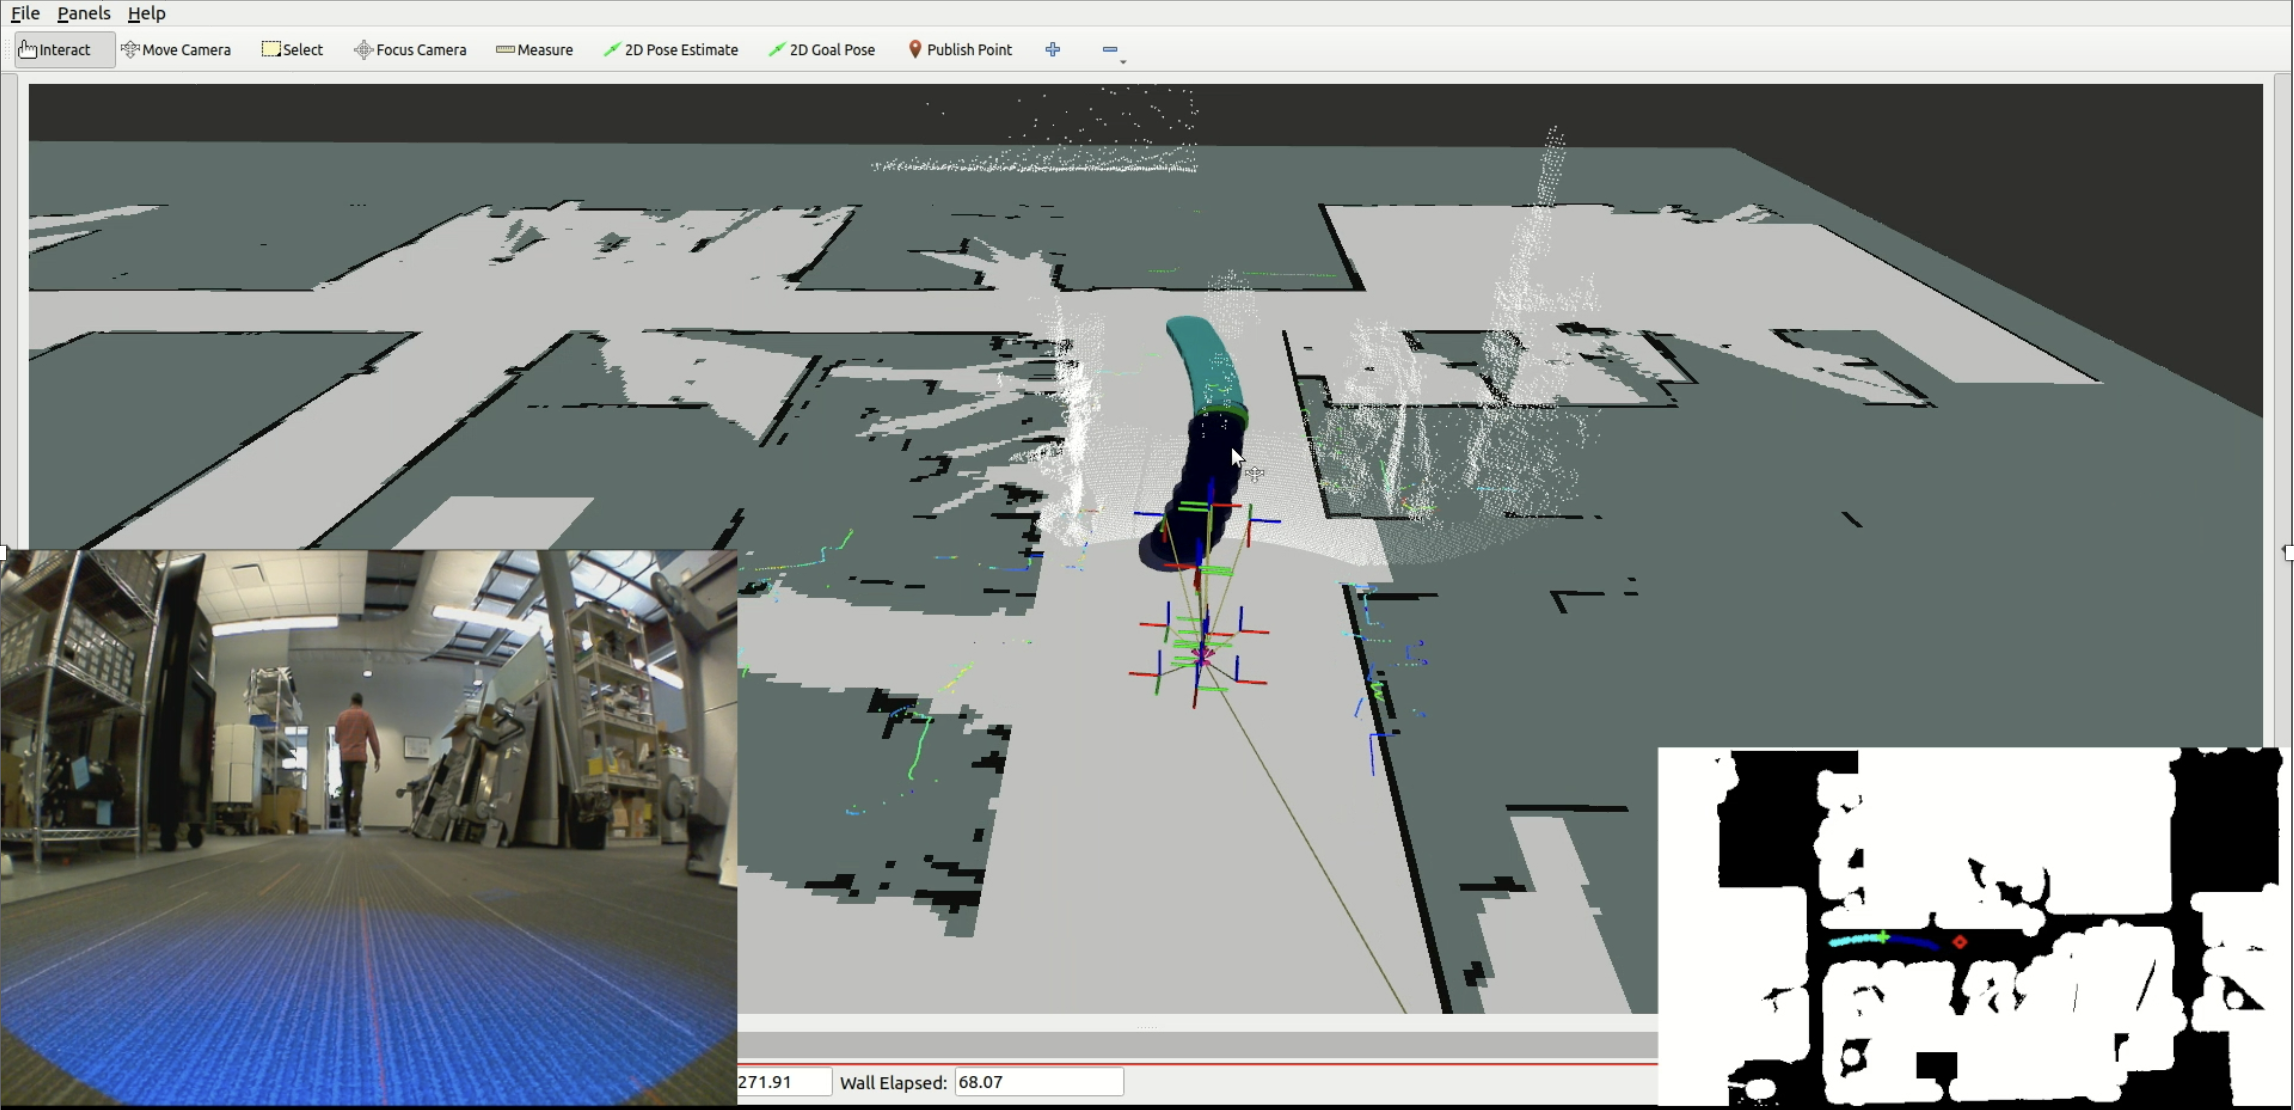 File Panels Help
Interact Move Camera Select Focus Camera Measure 2D Pose Estimate 2D Goal Pose Publish Point
271.91 Wall Elapsed: 68.07